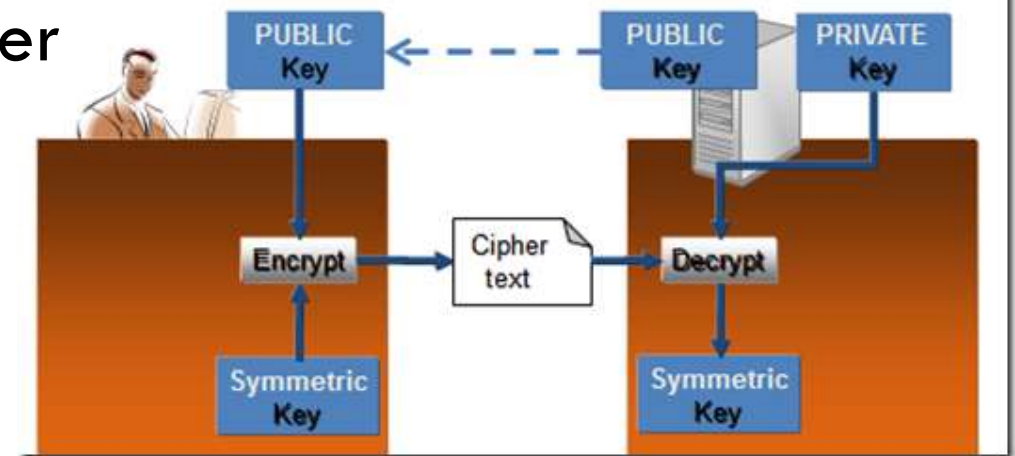 er
PUBLIC
Key
PUBLIC
Key
PRIVATE
Key
Encrypt
Cipher
text
Decrypt
Symmetric
Key
Symmetric
Key